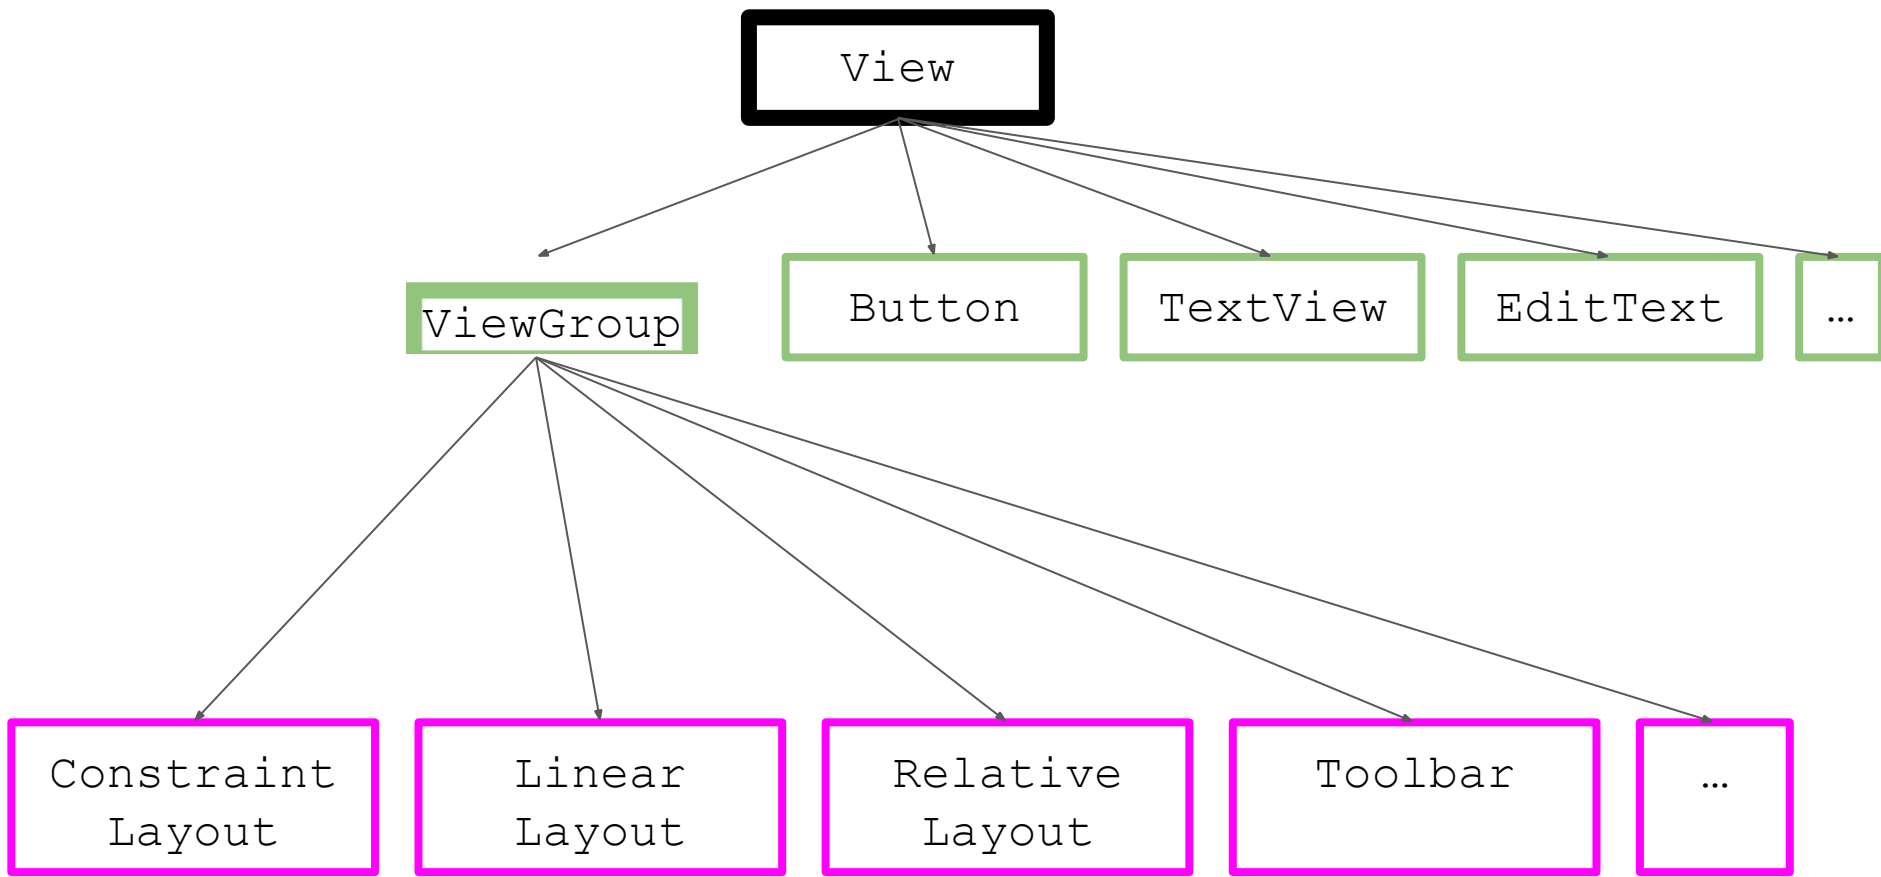 View
ViewGroup
Button
TextView
EditText
…
Constraint
Layout
Linear
Layout
Relative
Layout
Toolbar
…